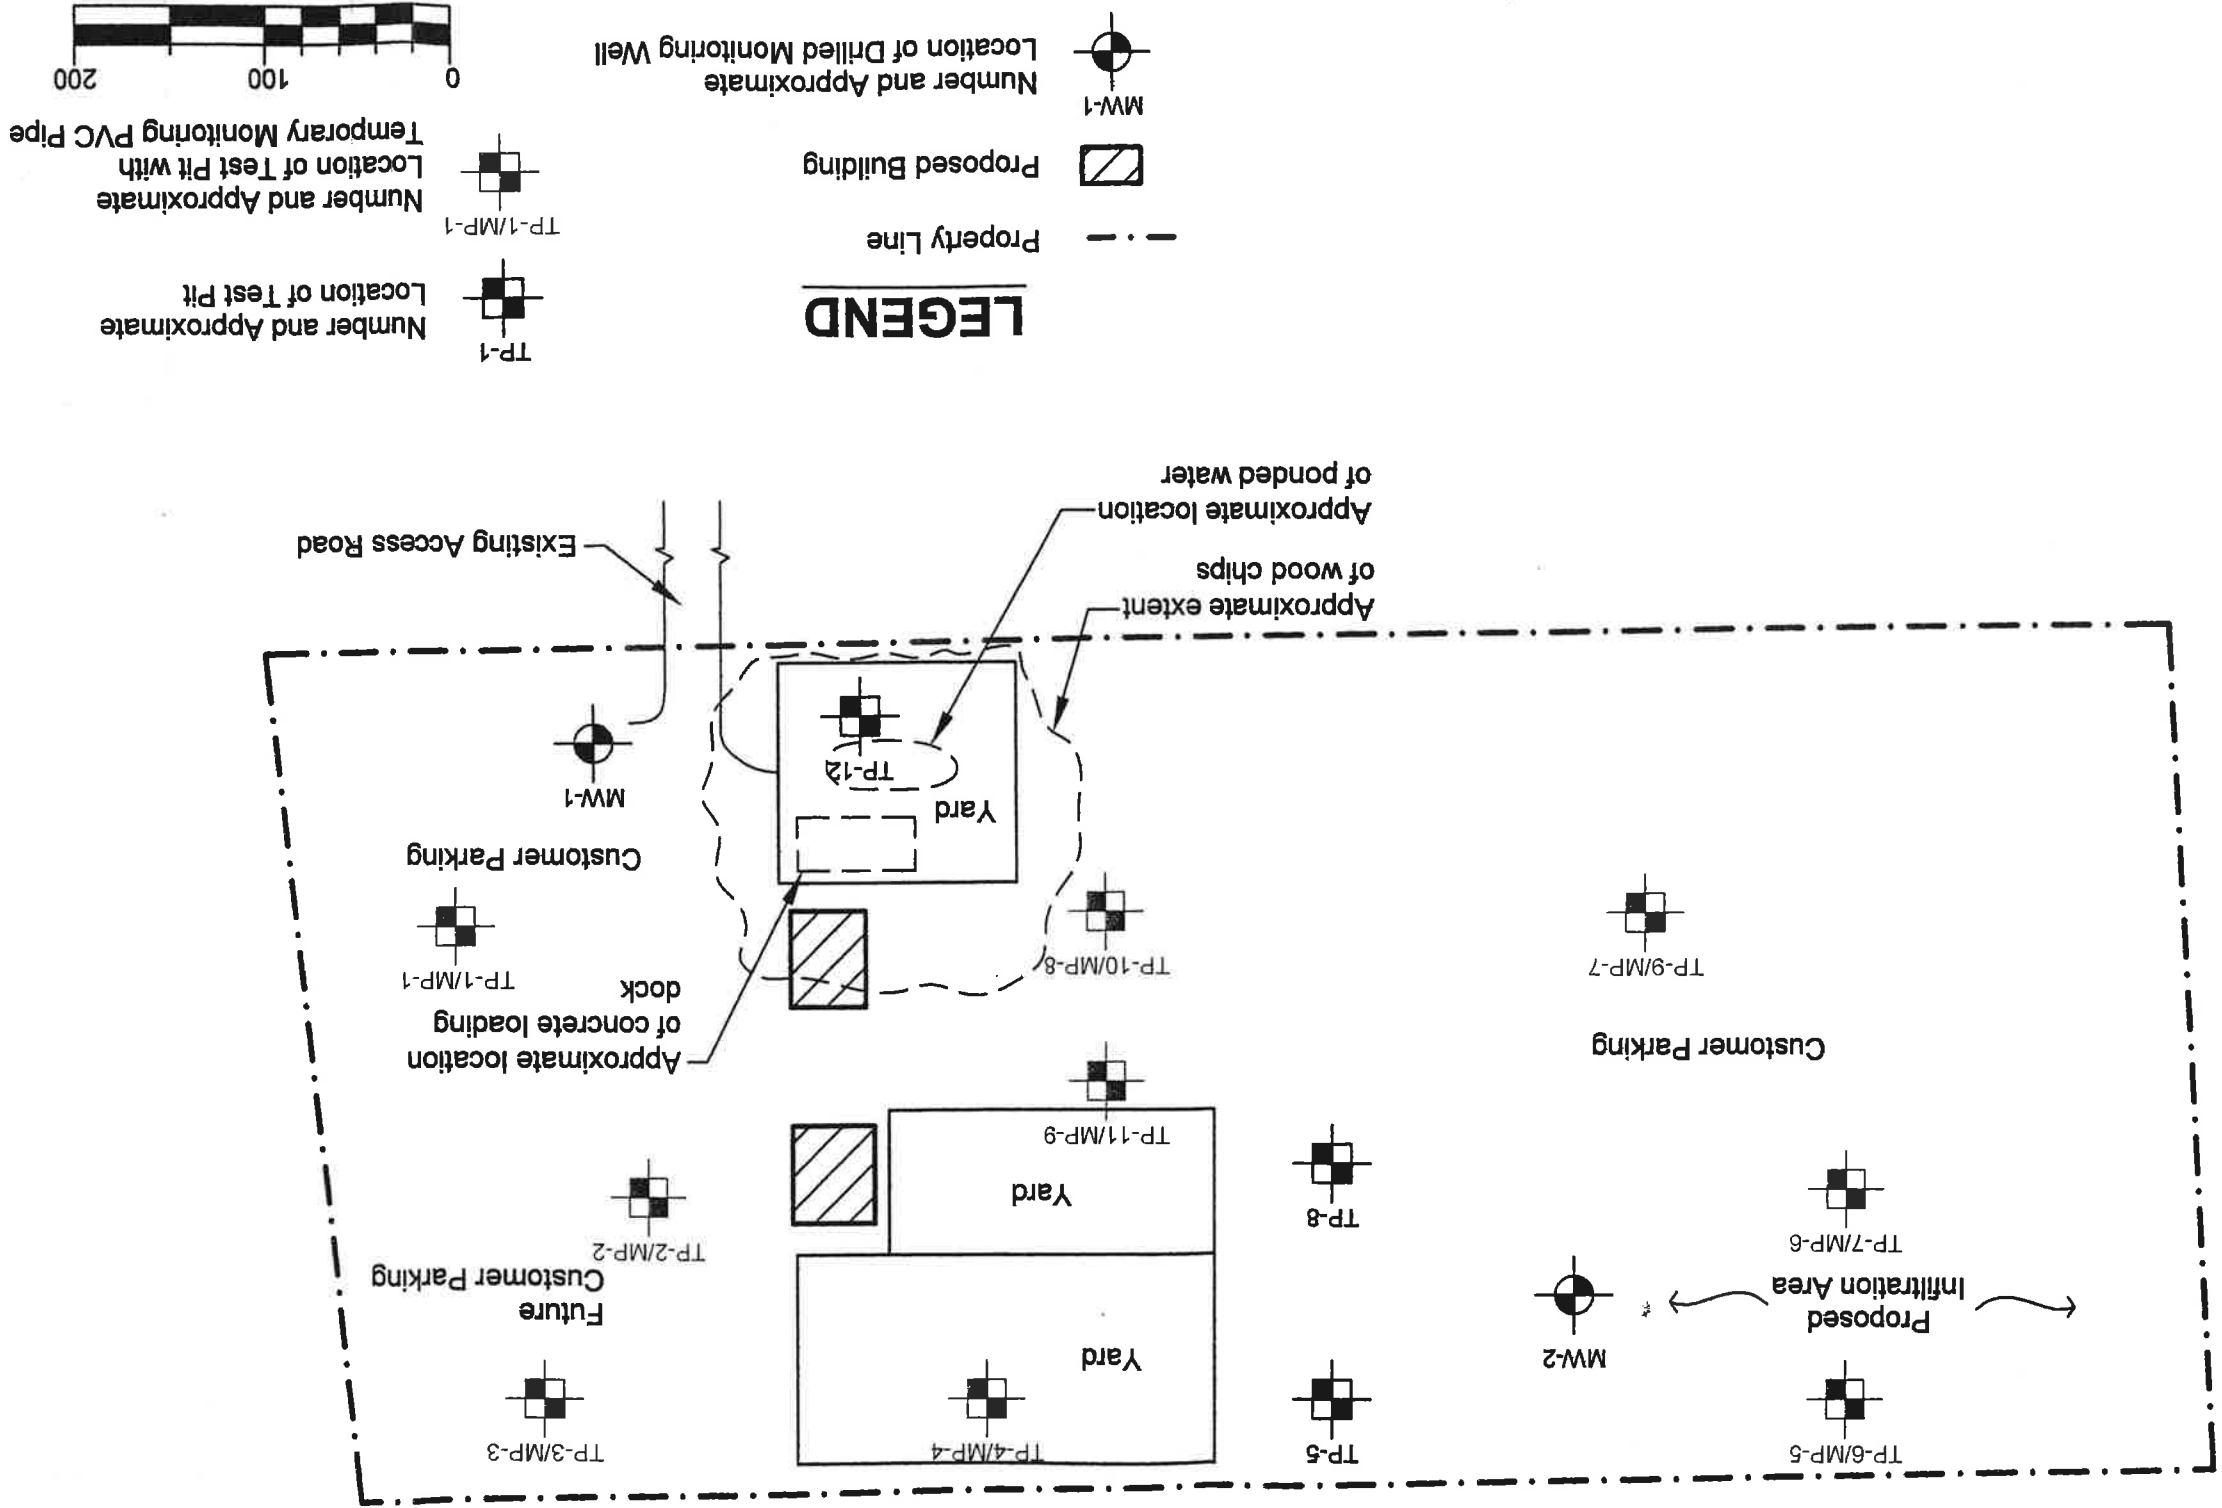 TP-6/MP-5
TP-5
TP-4/MP-4
TP-3/MP-3
MW-2
Yard
Proposed
Infiltration Area
Future
Customer Parking
TP-7/MP-6
TP-2/MP-2
TP-8
Yard
TP-11/MP-9
Customer Parking
Approximate location
of concrete loading
dock
TP-9/MP-7
TP-10/MP-8
TP-1/MP-1
Customer Parking
Yard
MW-1
TP-12
Approximate extent
of wood chips
Existing Access Road
Approximate location
of ponded water
LEGEND
Property Line
Proposed Building
MW-1
Number and Approximate
Location of Drilled Monitoring Well
TP-1
Number and Approximate
Location of Test Pit
TP-1/MP-1
Number and Approximate
Location of Test Pit with
Temporary Monitoring PVC Pipe
0 100 200